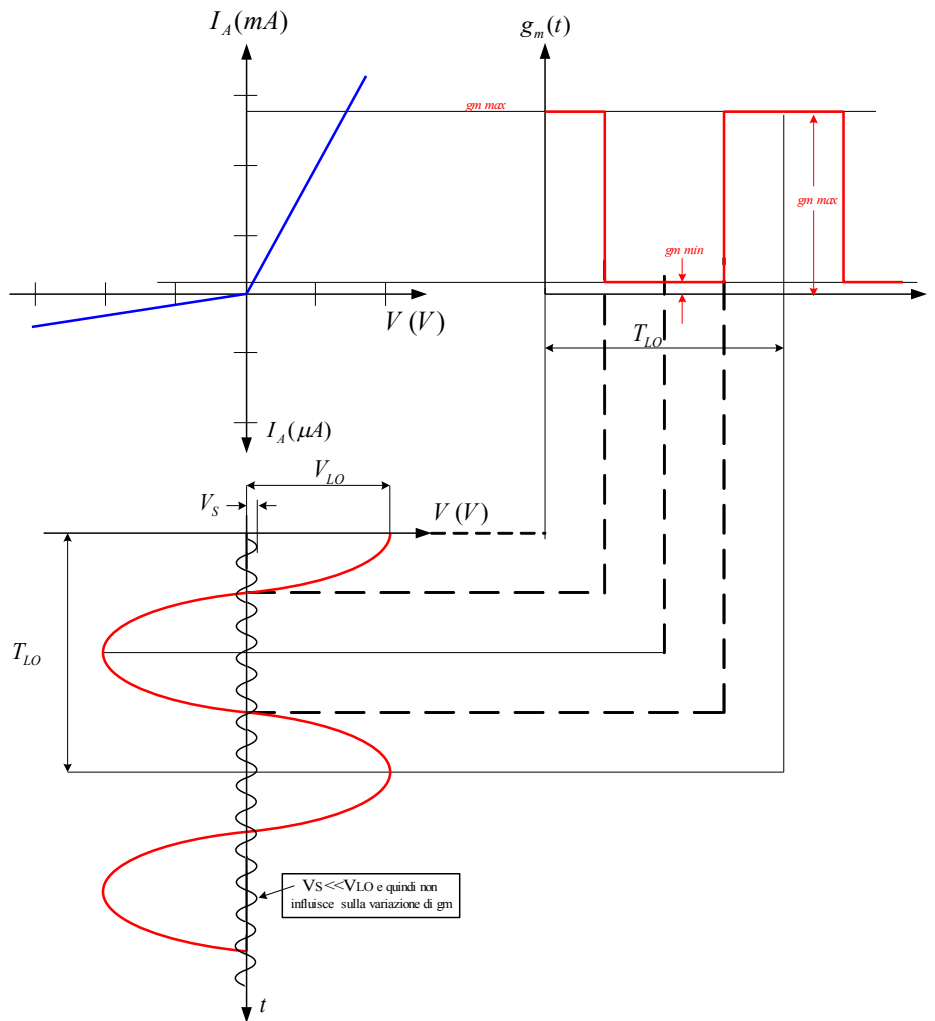 I_A(mA)
g_m(t)
gm max
gm max
gm min
V (V)
T_LO
I_A(μA)
V_LO
V_S
V (V)
T_LO
VS<<VLO e quindi non
influisce sulla variazione di gm
t